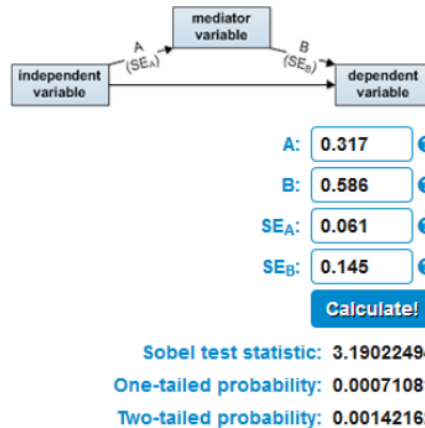 mediator
variable
A
(SEA)
B
(SEB)
independent
variable
dependent
variable
A: 0.317
B: 0.586
SEA: 0.061
SEB: 0.145
Calculate!
Sobel test statistic: 3.1902249
One-tailed probability: 0.0007108
Two-tailed probability: 0.0014216